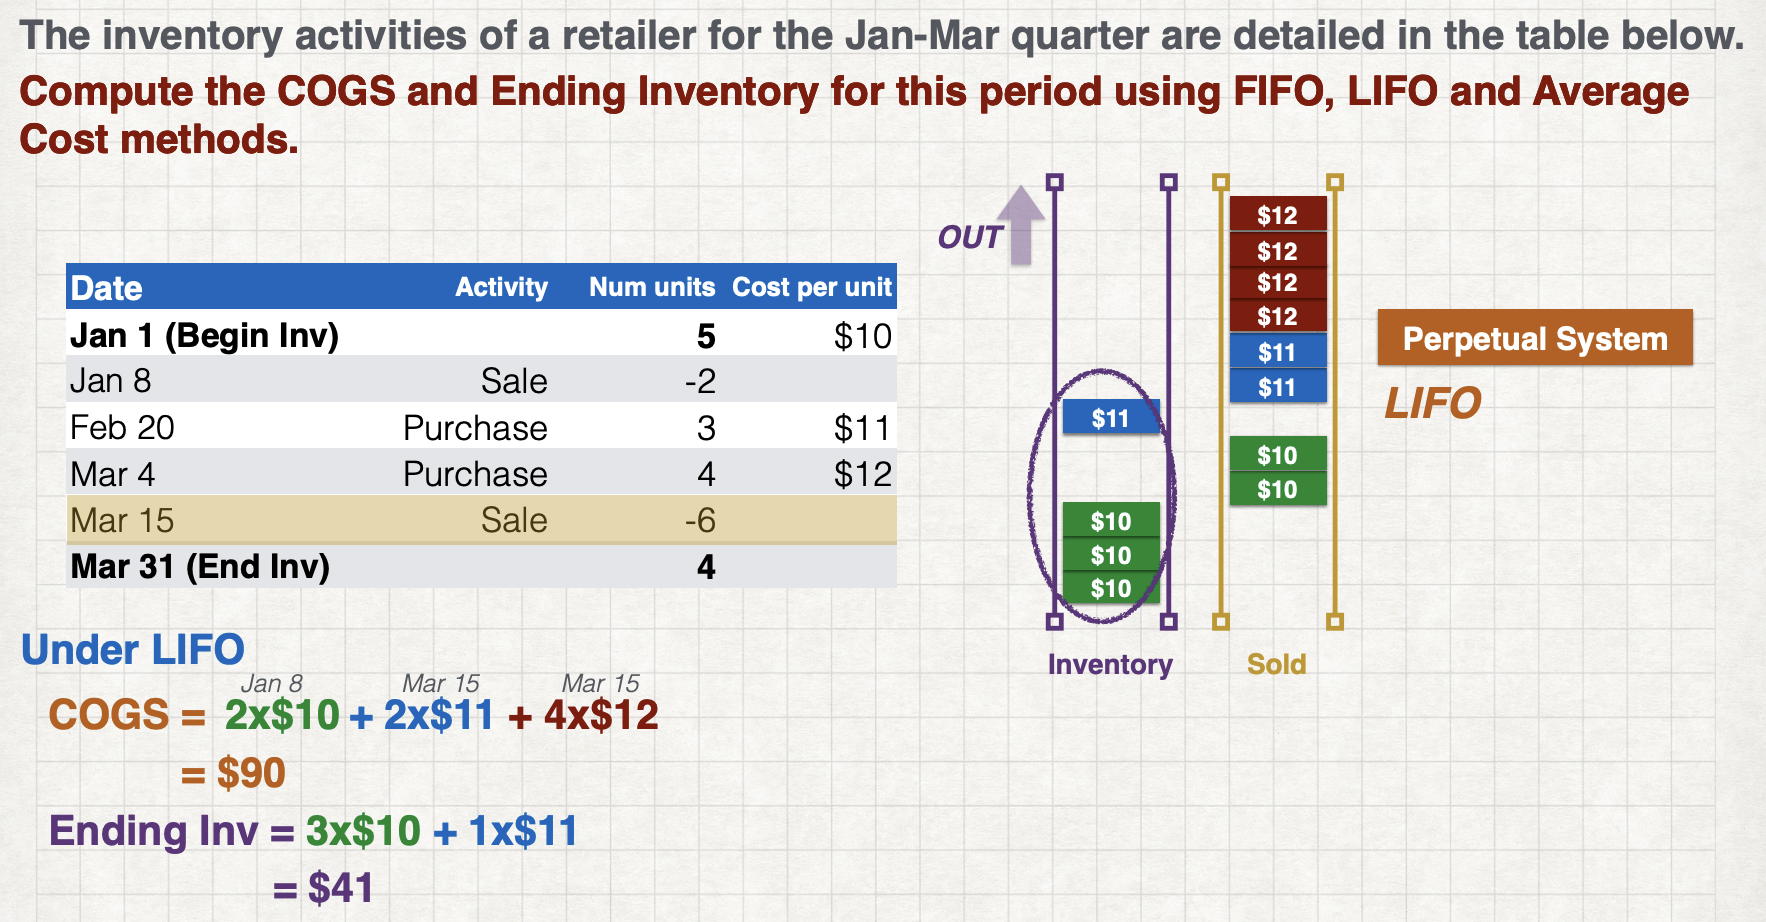 The inventory activities of a retailer for the Jan-Mar quarter are detailed in the table below.
Compute the COGS and Ending Inventory for this period using FIFO, LIFO and Average
Cost methods.
Date Activity Num units Cost per unit
Jan 1 (Begin Inv) 5 $10
Jan 8 Sale -2
Feb 20 Purchase 3 $11
Mar 4 Purchase 4 $12
Mar 15 Sale -6
Mar 31 (End Inv) 4
OUT
$11
$10
$10
$10
Inventory
$12
$12
$12
$12
$11
$11
$10
$10
Sold
Perpetual System
LIFO
Under LIFO
Jan 8 Mar 15 Mar 15
COGS = 2x$10 + 2x$11 + 4x$12
= $90
Ending Inv = 3x$10 + 1x$11
= $41